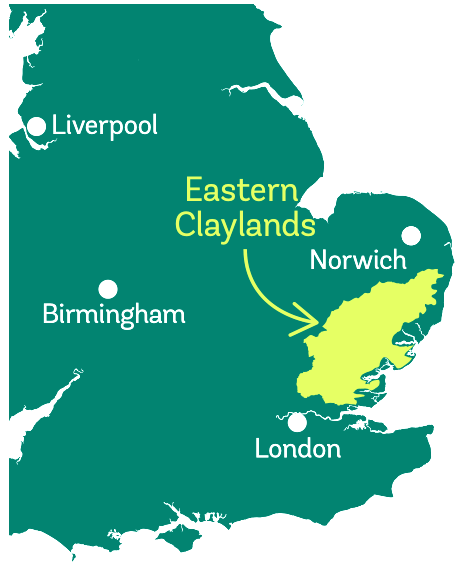 Liverpool
Eastern
Claylands
Norwich
Birmingham
London